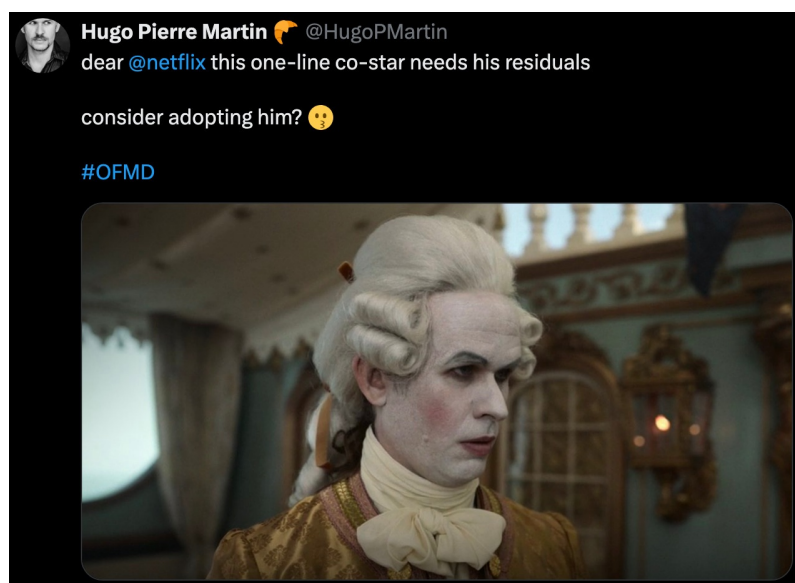 Hugo Pierre Martin 🥐 @HugoPMartin
dear @netflix this one-line co-star needs his residuals
consider adopting him? 😗
#OFMD